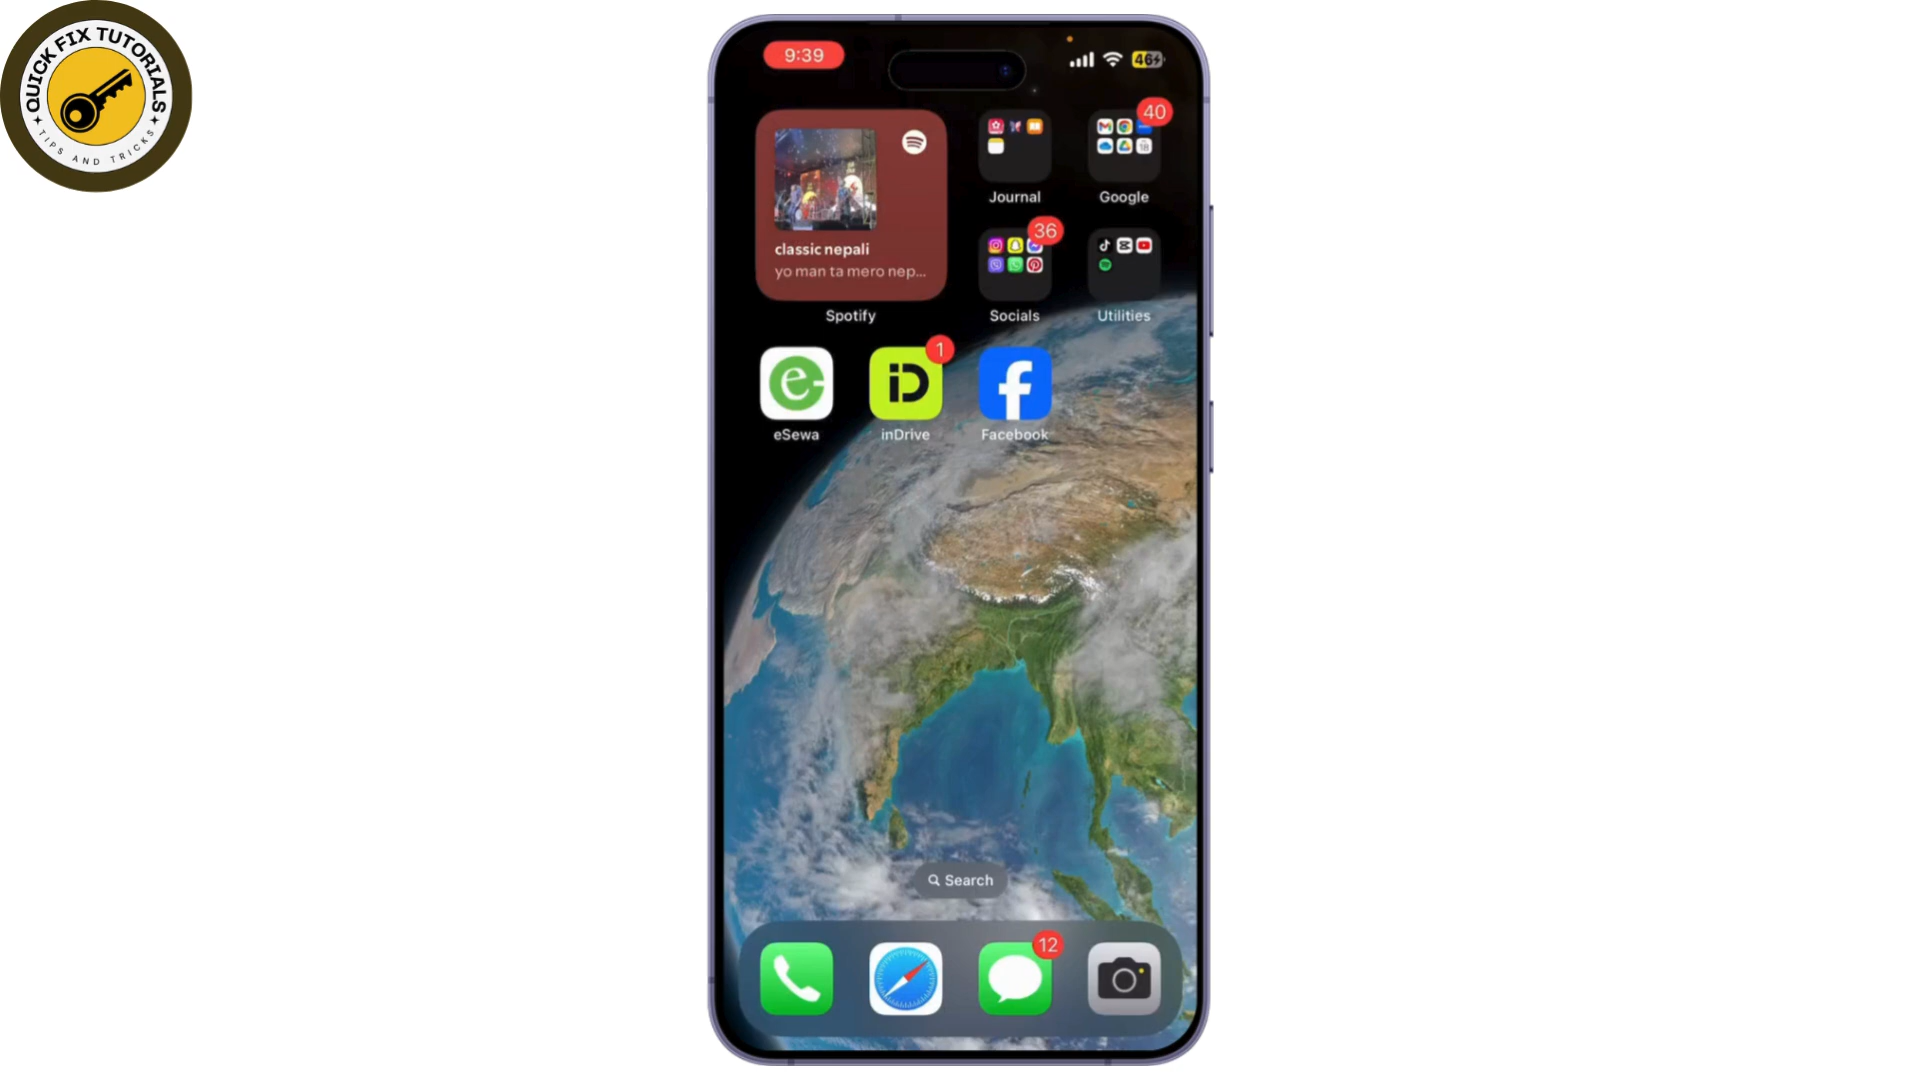 QUICK FIX TUTORIALS
TIPS AND TRICKS
9:39
46
classic nepali
yo man ta mero nep...
Spotify
Journal
40
Google
36
Socials
Utilities
eSewa
1
iD
inDrive
Facebook
Search
12